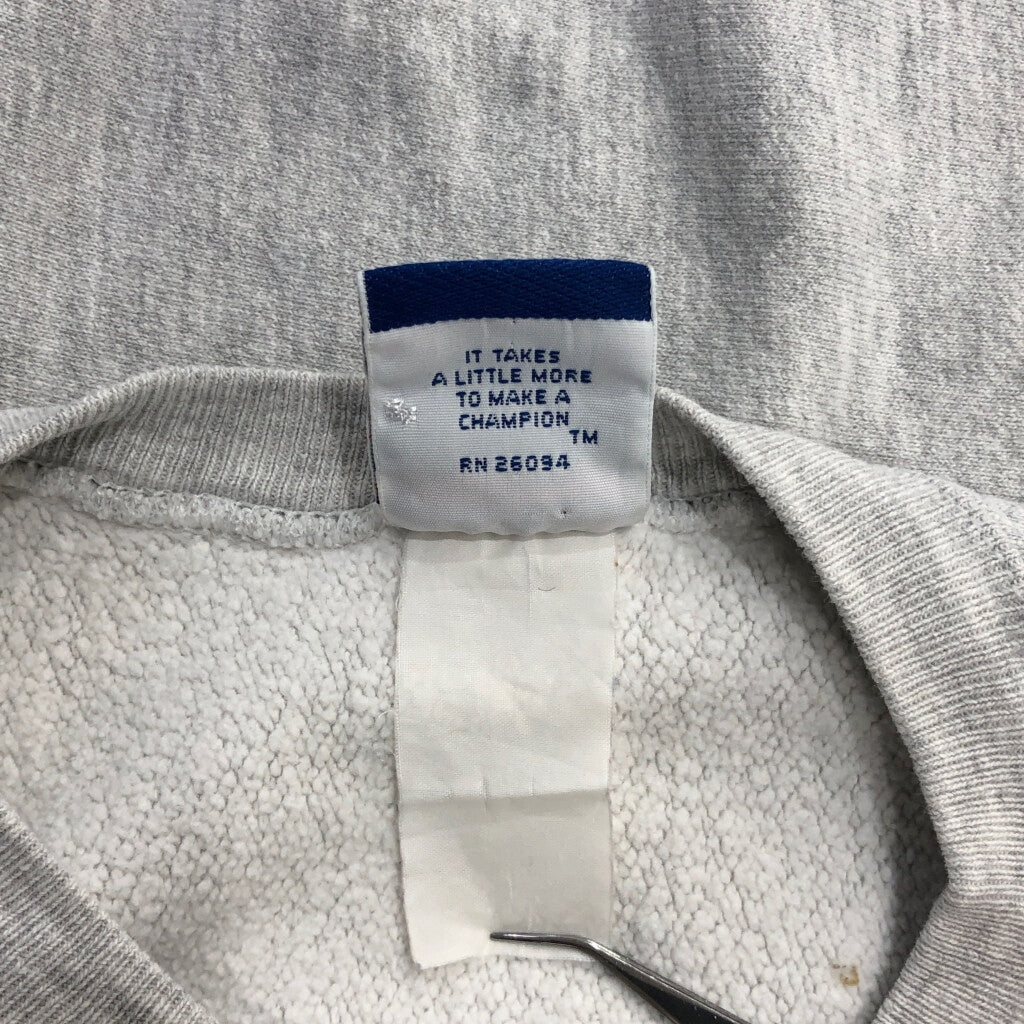 IT TAKES
A LITTLE MORE
TO MAKE A
CHAMPION
TM
RN 26094